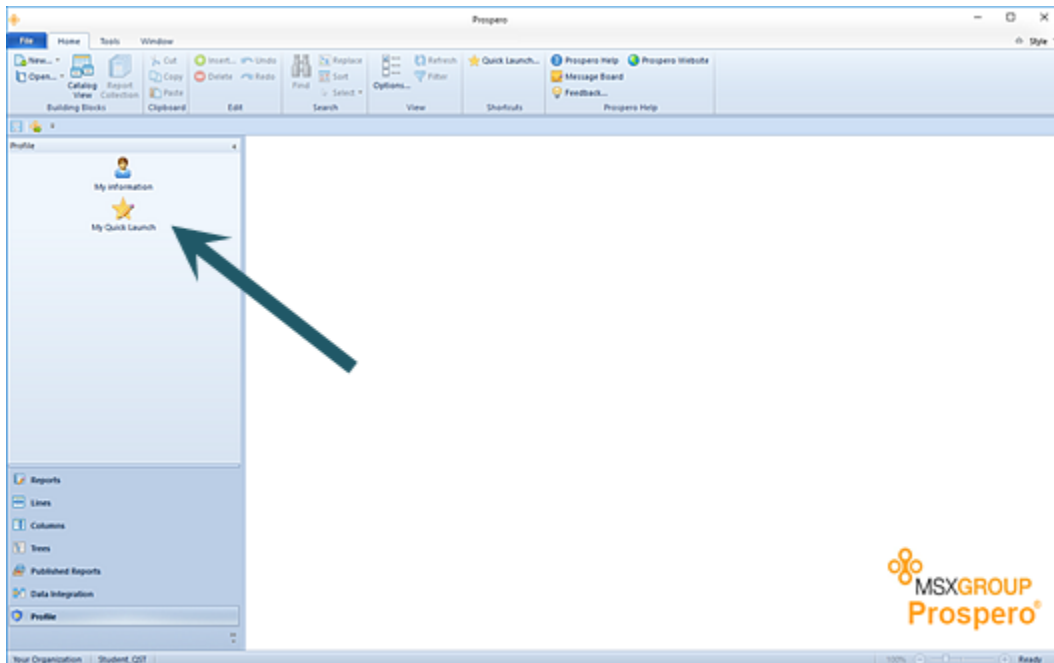 Prospero
File Home Tools Window Style
New... Cut Insert... Undo Replace Refresh Quick Launch... Prospero Help Prospero Website
Open... Copy Delete Redo Sort Filter Message Board
Catalog View Report Collection Paste Find Select Options... Feedback...
Building Blocks Clipboard Edit Search View Shortcuts Prospero Help
Profile
My information
My Quick Launch
Reports
Lines
Columns
Trees
Published Reports
Data Integration
Profile
MSXGROUP
Prospero®
Your Organization Student_QST 100% Ready